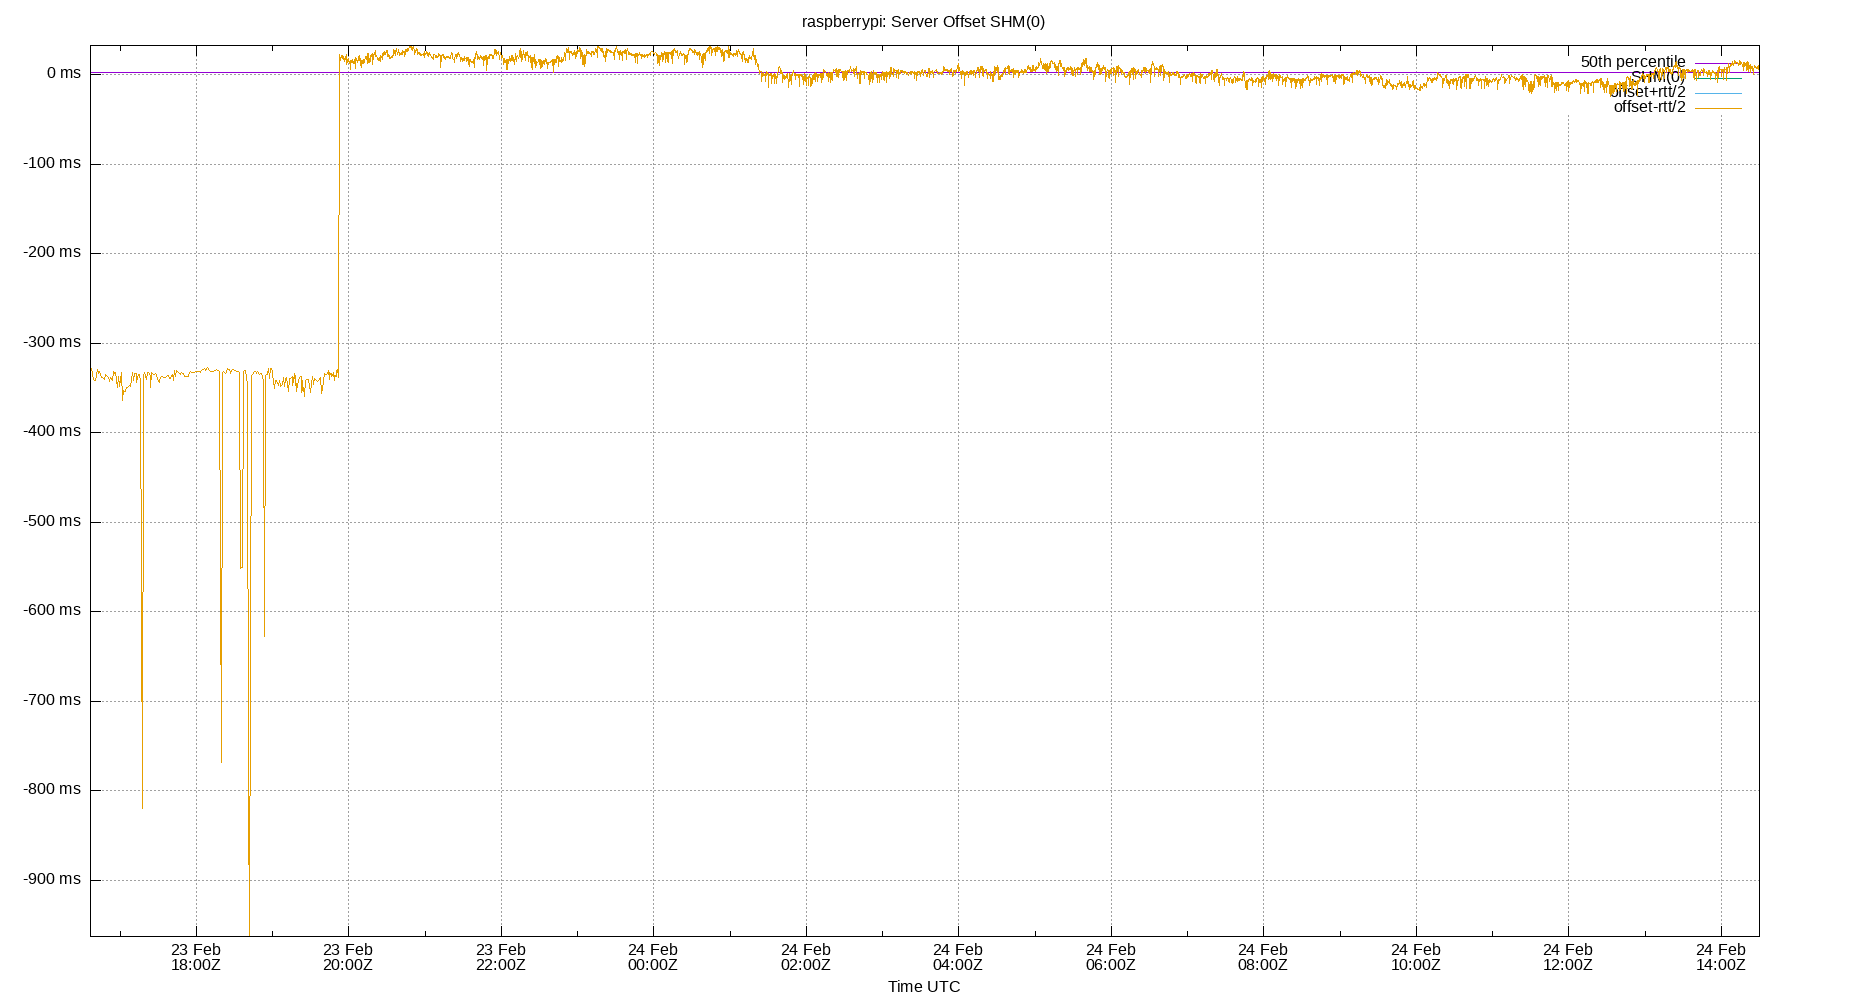 raspberrypi: Server Offset SHM(0)
50th percentile
SHM(0)
offset+rtt/2
offset-rtt/2
0 ms
-100 ms
-200 ms
-300 ms
-400 ms
-500 ms
-600 ms
-700 ms
-800 ms
-900 ms
23 Feb 23 Feb 23 Feb 24 Feb 24 Feb 24 Feb 24 Feb 24 Feb 24 Feb 24 Feb 24 Feb
18:00Z 20:00Z 22:00Z 00:00Z 02:00Z 04:00Z 06:00Z 08:00Z 10:00Z 12:00Z 14:00Z
Time UTC